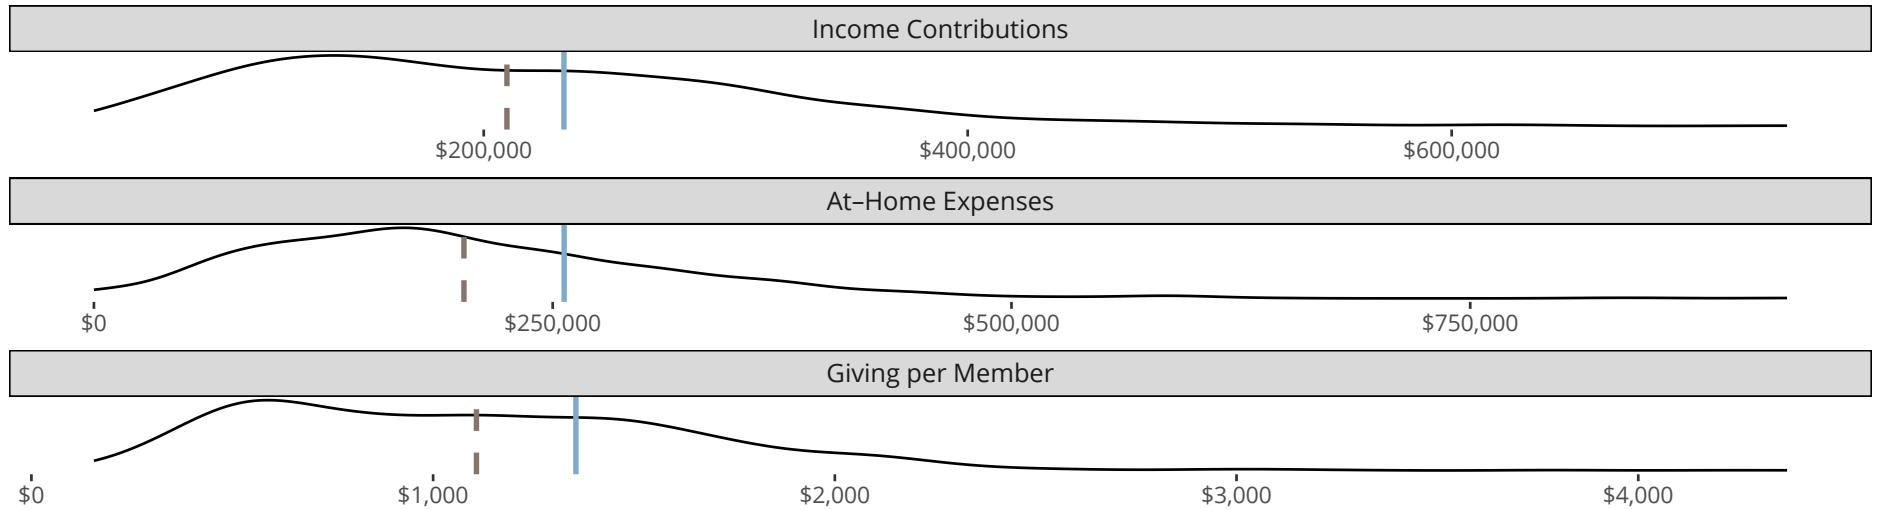 Income Contributions
$200,000 $400,000 $600,000
At–Home Expenses
$0 $250,000 $500,000 $750,000
Giving per Member
$0 $1,000 $2,000 $3,000 $4,000